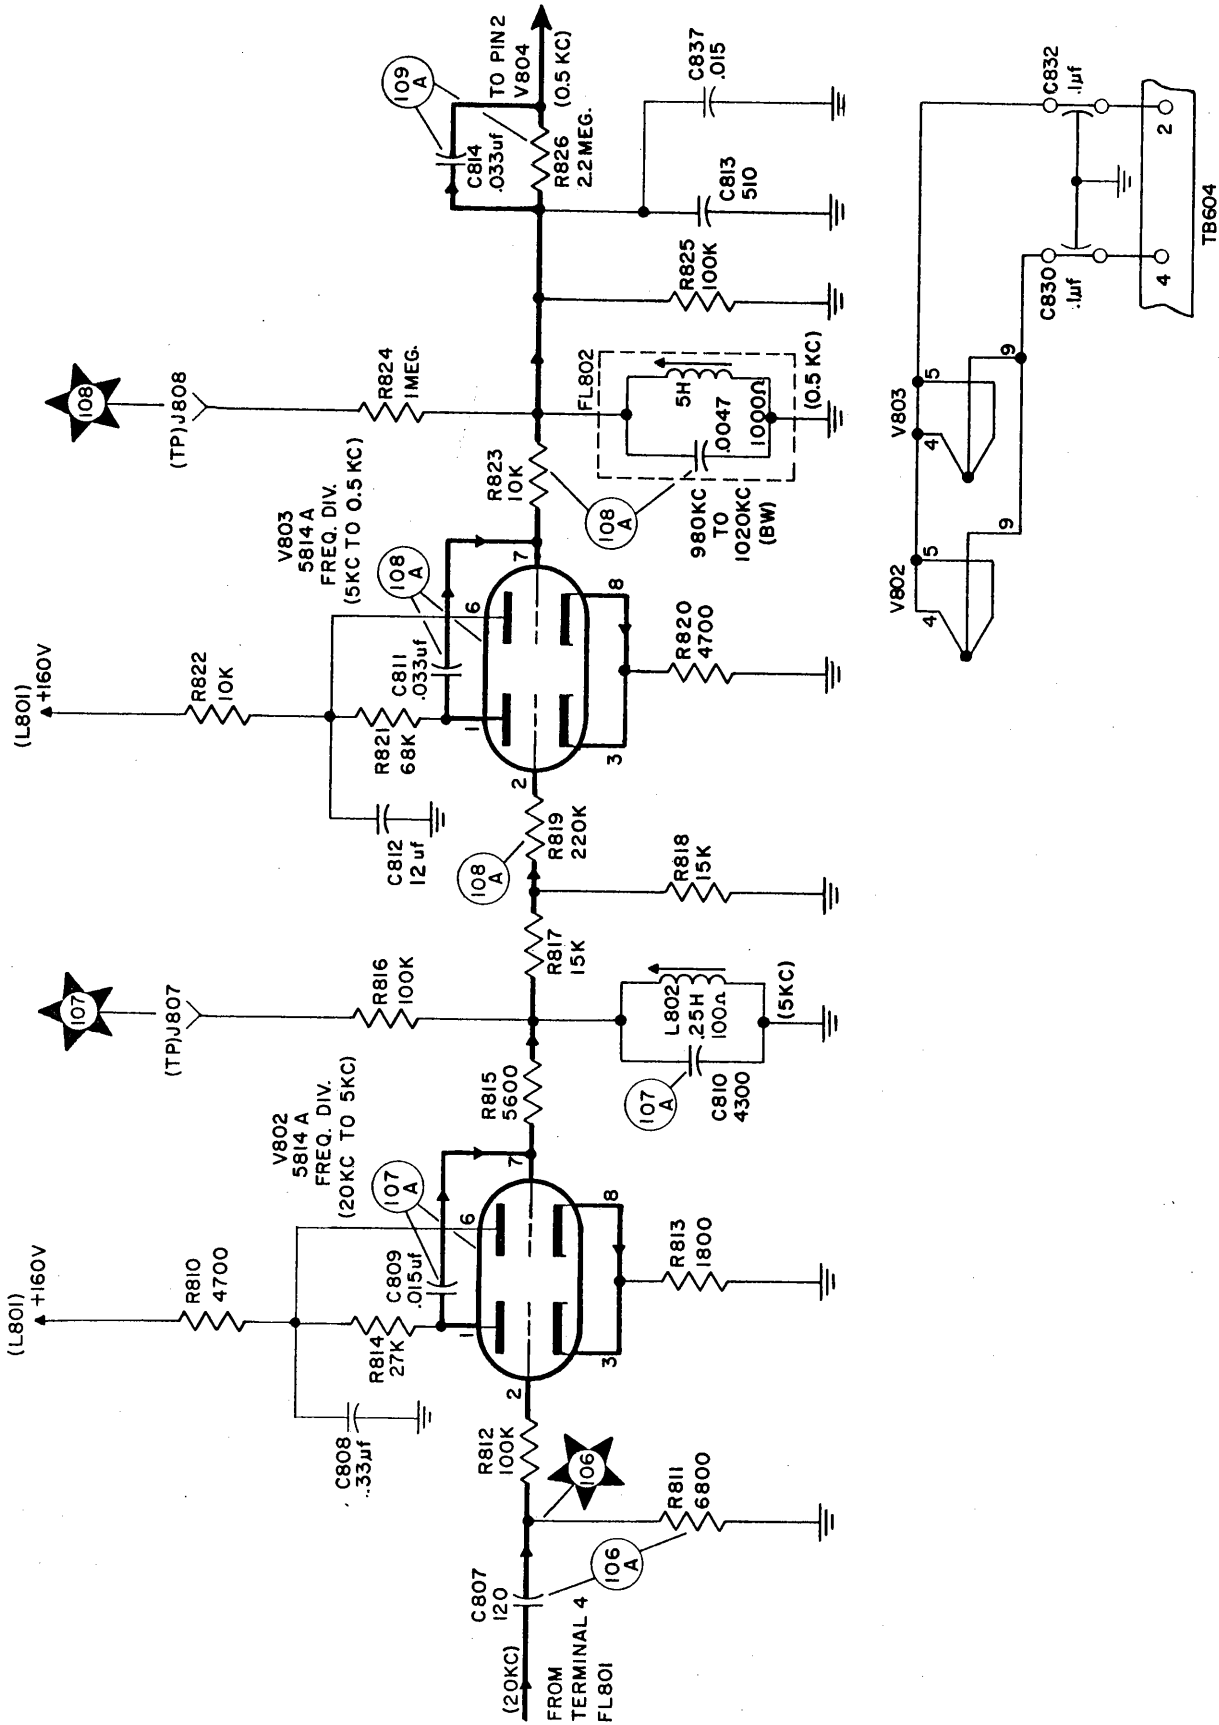 (L801)
+160V
R810
4700
C808
.33µf
R814
27K
C809
.015uf
107
A
V802
5814 A
FREQ. DIV.
(20KC TO 5KC)
1
6
2
7
3
8
(20KC)
FROM
TERMINAL 4
FL801
C807
120
106
A
106
R811
6800
R812
100K
R813
1800
R815
5600
107
(TP)J807
R816
100K
L802
.25H
100Ω
107
A
C810
4300
(5KC)
R817
15K
R818
15K
108
A
R819
220K
(L801)
+160V
R822
10K
C812
12 uf
R821
68K
C811
.033uf
108
A
V803
5814 A
FREQ. DIV.
(5KC TO 0.5 KC)
1
6
2
7
3
8
R820
4700
R823
10K
108
A
108
(TP)J808
R824
1MEG.
FL802
5H
.0047
1000Ω
(0.5 KC)
980KC
TO
1020KC
(BW)
R825
100K
C813
510
C837
.015
C814
.033uf
109
A
R826
2.2 MEG.
TO PIN 2
V804
(0.5 KC)
V802
4
5
9
V803
4
5
9
C830
.1µf
C832
.1µf
4
2
TB604